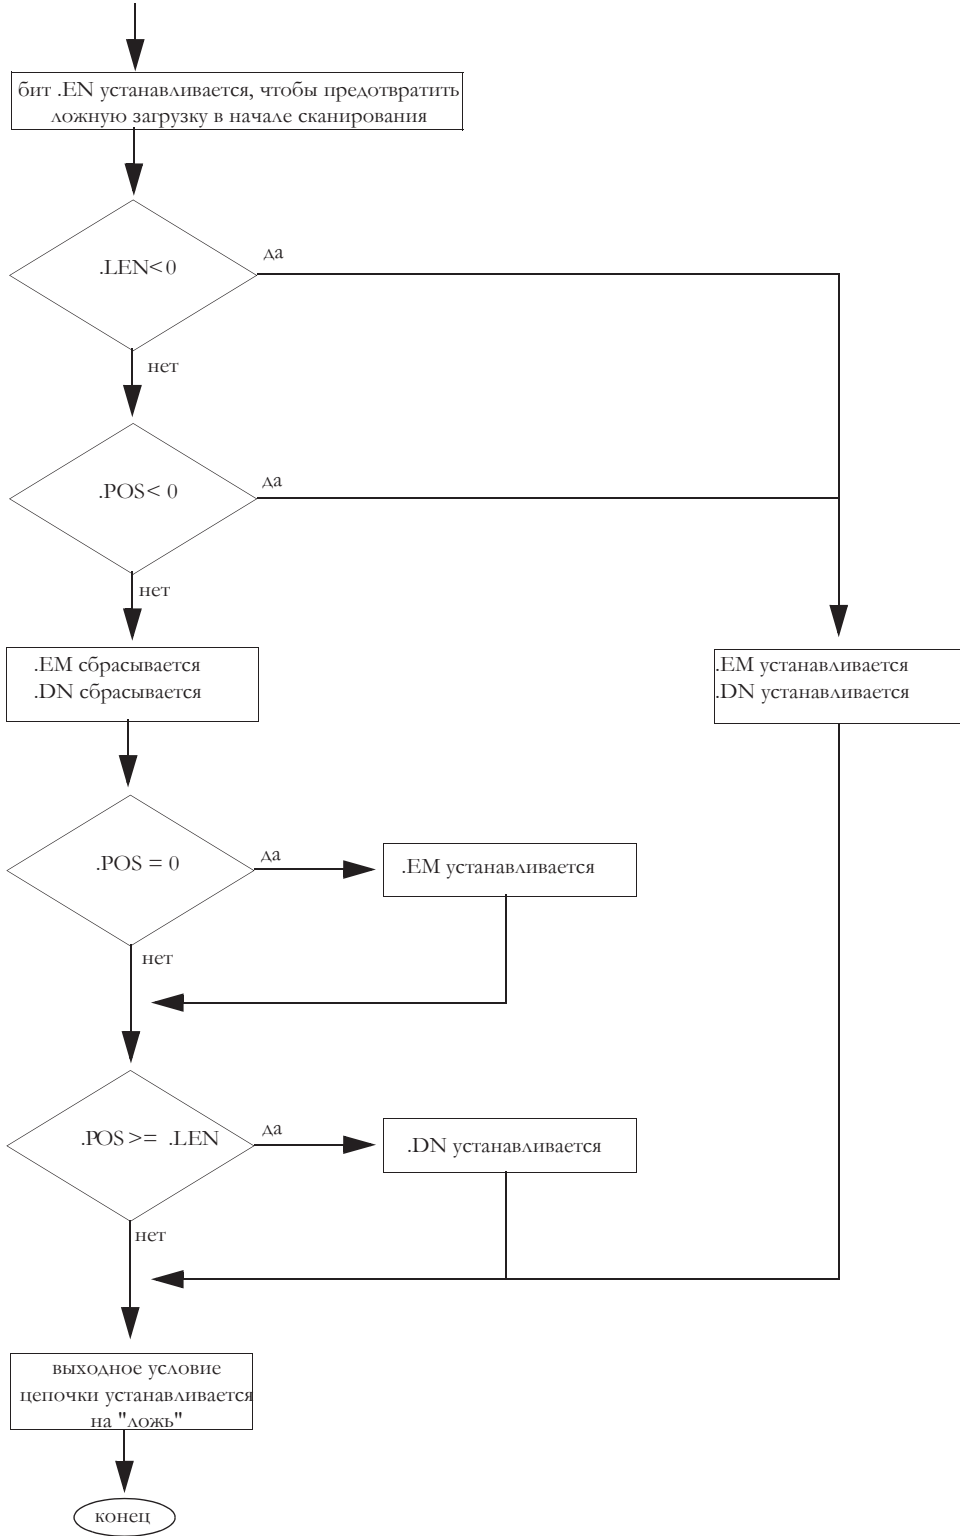 бит .EN устанавливается, чтобы предотвратить
ложную загрузку в начале сканирования
.LEN<0
да
нет
.POS< 0
да
нет
.EM сбрасывается
.DN сбрасывается
.EM устанавливается
.DN устанавливается
.POS = 0
да
.EM устанавливается
нет
.POS >= .LEN
да
.DN устанавливается
нет
выходное условие
цепочки устанавливается
на "ложь"
конец